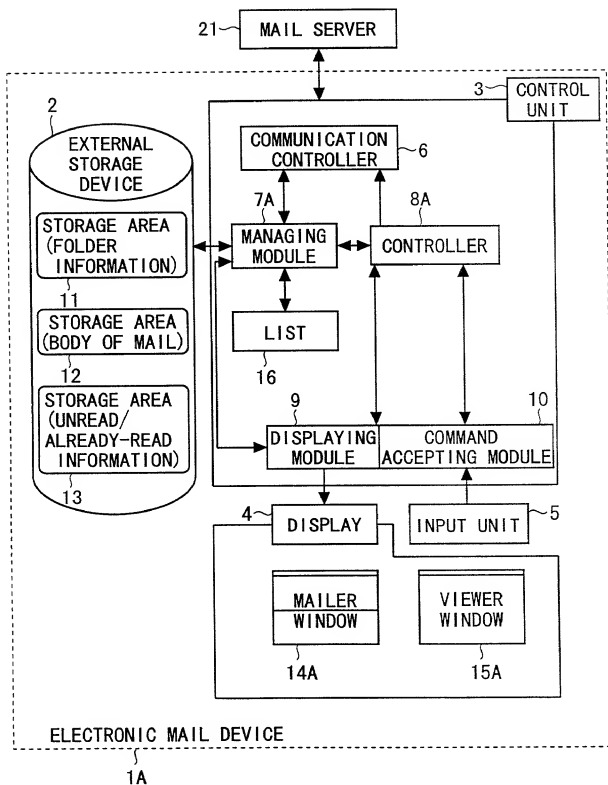 21
MAIL SERVER
3
CONTROL
UNIT
2
EXTERNAL
STORAGE
DEVICE
COMMUNICATION
CONTROLLER
6
7A
8A
STORAGE AREA
(FOLDER
INFORMATION)
MANAGING
MODULE
CONTROLLER
11
STORAGE AREA
(BODY OF MAIL)
12
LIST
16
STORAGE AREA
(UNREAD/
ALREADY-READ
INFORMATION)
13
9
10
DISPLAYING
MODULE
COMMAND
ACCEPTING MODULE
4
DISPLAY
INPUT UNIT
5
MAILER
WINDOW
VIEWER
WINDOW
14A
15A
ELECTRONIC MAIL DEVICE
1A